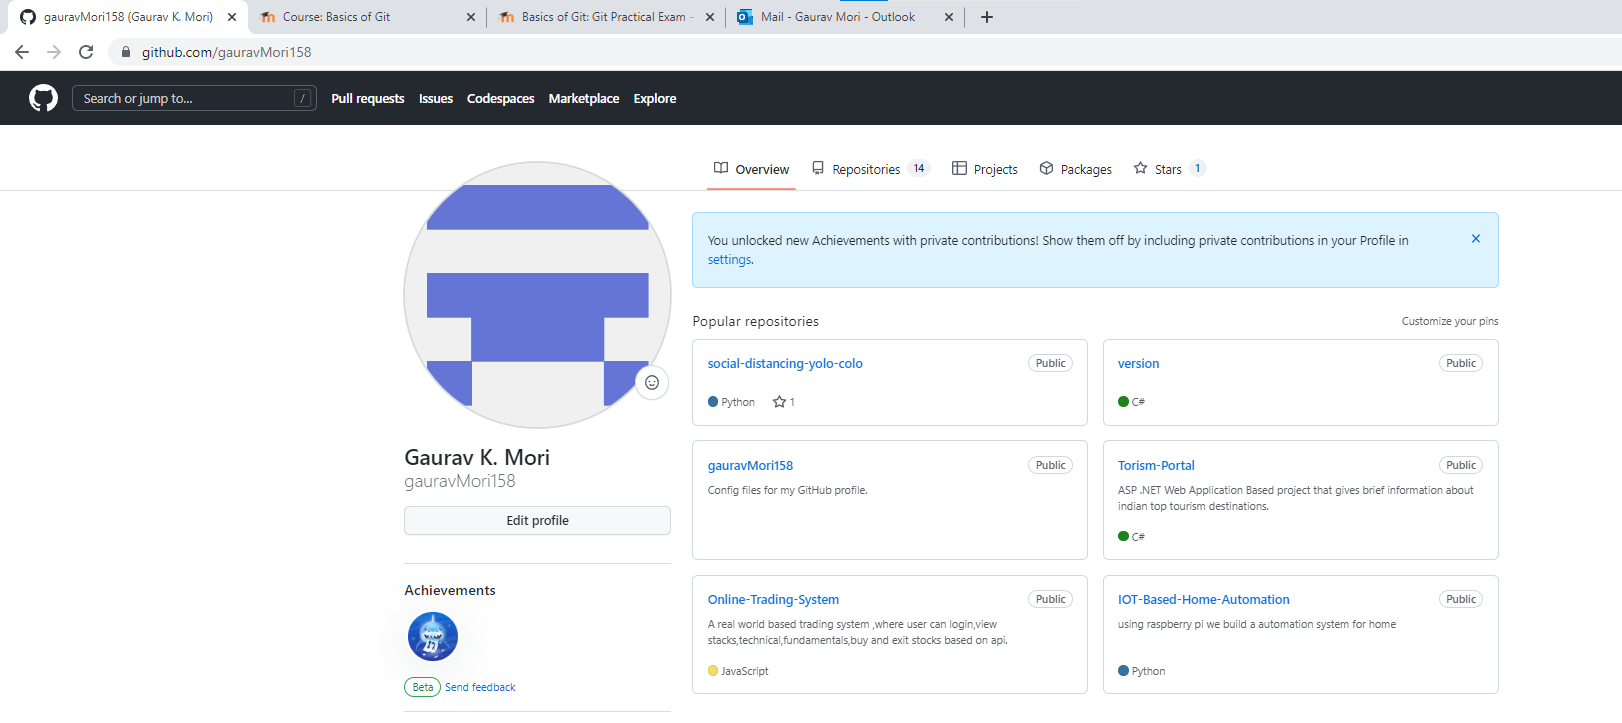 gauravMori158 (Gaurav K. Mori)
Course: Basics of Git
Basics of Git: Git Practical Exam -
Mail - Gaurav Mori - Outlook
github.com/gauravMori158
Search or jump to...
/
Pull requests
Issues
Codespaces
Marketplace
Explore
Overview
Repositories 14
Projects
Packages
Stars 1
You unlocked new Achievements with private contributions! Show them off by including private contributions in your Profile in
settings.
Popular repositories
Customize your pins
social-distancing-yolo-colo
Public
Python
1
version
Public
C#
gauravMori158
Public
Config files for my GitHub profile.
Torism-Portal
Public
ASP .NET Web Application Based project that gives brief information about
indian top tourism destinations.
C#
Online-Trading-System
Public
A real world based trading system ,where user can login,view
stacks,technical,fundamentals,buy and exit stocks based on api.
JavaScript
IOT-Based-Home-Automation
Public
using raspberry pi we build a automation system for home
Python
Gaurav K. Mori
gauravMori158
Edit profile
Achievements
Beta
Send feedback